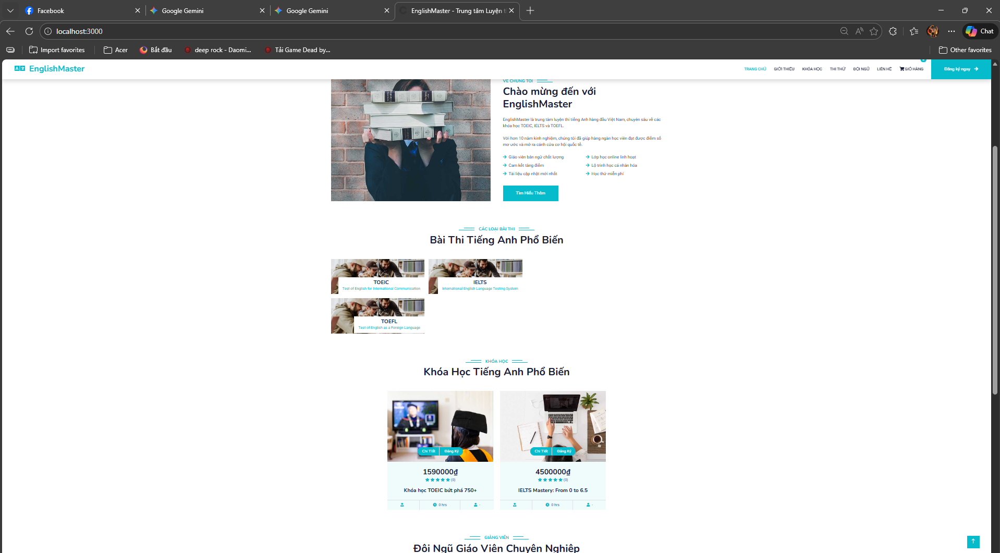 Facebook
Google Gemini
Google Gemini
EnglishMaster - Trung tâm Luyện t
localhost:3000
Chat
Import favorites
Acer
Bắt đầu
deep rock - Daomi...
Tải Game Dead by...
Other favorites
EnglishMaster
TRANG CHỦ
GIỚI THIỆU
KHÓA HỌC
THI THỬ
ĐỘI NGŨ
LIÊN HỆ
GIỎ HÀNG
Đăng ký ngay
VỀ CHÚNG TÔI
Chào mừng đến với
EnglishMaster
EnglishMaster là trung tâm luyện thi tiếng Anh hàng đầu Việt Nam, chuyên sâu về các
khóa học TOEIC, IELTS và TOEFL.
Với hơn 10 năm kinh nghiệm, chúng tôi đã giúp hàng ngàn học viên đạt được điểm số
mơ ước và mở ra cánh cửa cơ hội quốc tế.
Giáo viên bản ngữ chất lượng
Lớp học online linh hoạt
Cam kết tăng điểm
Lộ trình học cá nhân hóa
Tài liệu cập nhật mới nhất
Học thử miễn phí
Tìm Hiểu Thêm
CÁC LOẠI BÀI THI
Bài Thi Tiếng Anh Phổ Biến
TOEIC
Test of English for International Communication
IELTS
International English Language Testing System
TOEFL
Test of English as a Foreign Language
KHÓA HỌC
Khóa Học Tiếng Anh Phổ Biến
Chi Tiết
Đăng Ký
Chi Tiết
Đăng Ký
1590000₫
(0)
Khóa học TOEIC bứt phá 750+
0 hrs
-
4500000₫
(0)
IELTS Mastery: From 0 to 6.5
0 hrs
-
GIẢNG VIÊN
Đội Ngũ Giáo Viên Chuyên Nghiệp